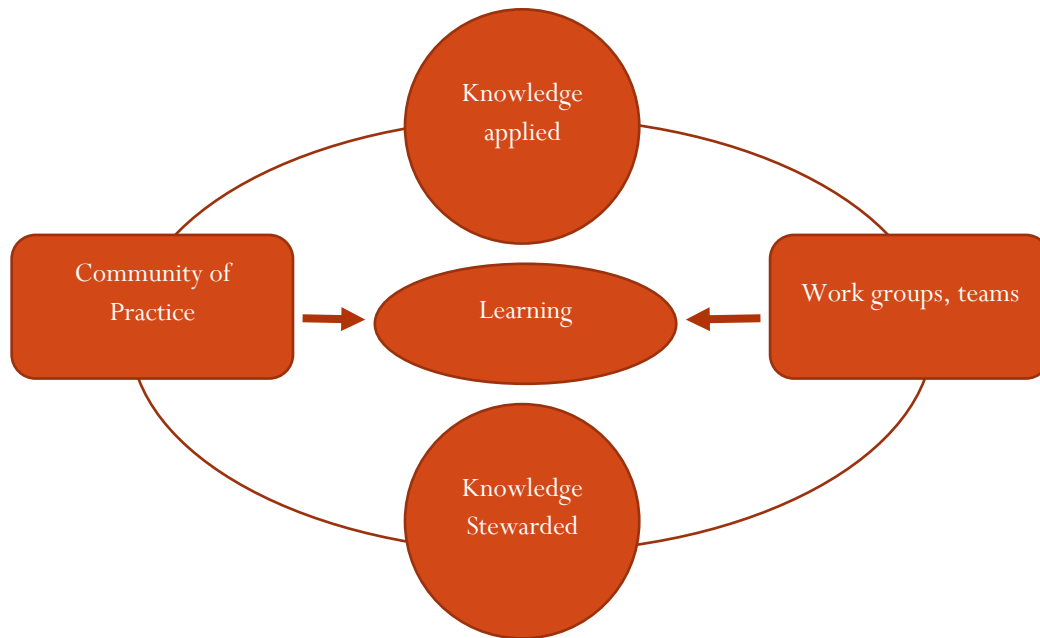 Knowledge
applied
Community of
Practice
Learning
Work groups, teams
Knowledge
Stewarded